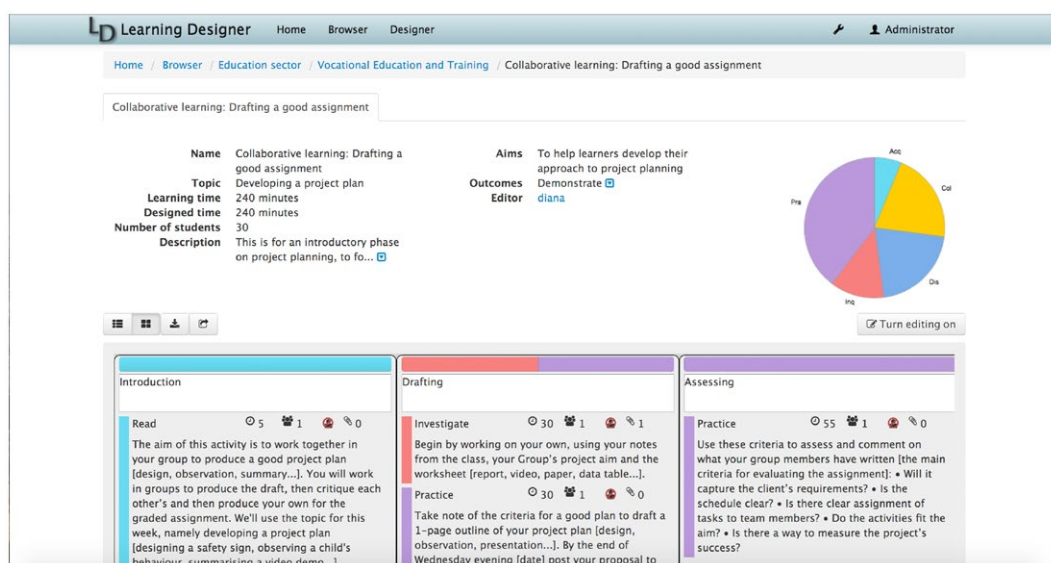 LD Learning Designer Home Browser Designer Administrator
Home / Browser / Education sector / Vocational Education and Training / Collaborative learning: Drafting a good assignment
Collaborative learning: Drafting a good assignment
Name Collaborative learning: Drafting a
good assignment
Topic Developing a project plan
Learning time 240 minutes
Designed time 240 minutes
Number of students 30
Description This is for an introductory phase
on project planning, to fo...
Aims To help learners develop their
approach to project planning
Outcomes Demonstrate
Editor diana
Acc
Col
Dis
Inq
Pra
Turn editing on
Introduction
Read 5 1 0
The aim of this activity is to work together in
your group to produce a good project plan
[design, observation, summary...]. You will work
in groups to produce the draft, then critique each
other's and then produce your own for the
graded assignment. We'll use the topic for this
week, namely developing a project plan
[designing a safety sign, observing a child's
behaviour, summarising a video demo...]
Drafting
Investigate 30 1 1
Begin by working on your own, using your notes
from the class, your Group's project aim and the
worksheet [report, video, paper, data table...].
Practice 30 1 0
Take note of the criteria for a good plan to draft a
1-page outline of your project plan [design,
observation, presentation...]. By the end of
Wednesday evening [date] post your proposal to
Assessing
Practice 55 1 0
Use these criteria to assess and comment on
what your group members have written [the main
criteria for evaluating the assignment]: • Will it
capture the client's requirements? • Is the
schedule clear? • Is there clear assignment of
tasks to team members? • Do the activities fit the
aim? • Is there a way to measure the project's
success?